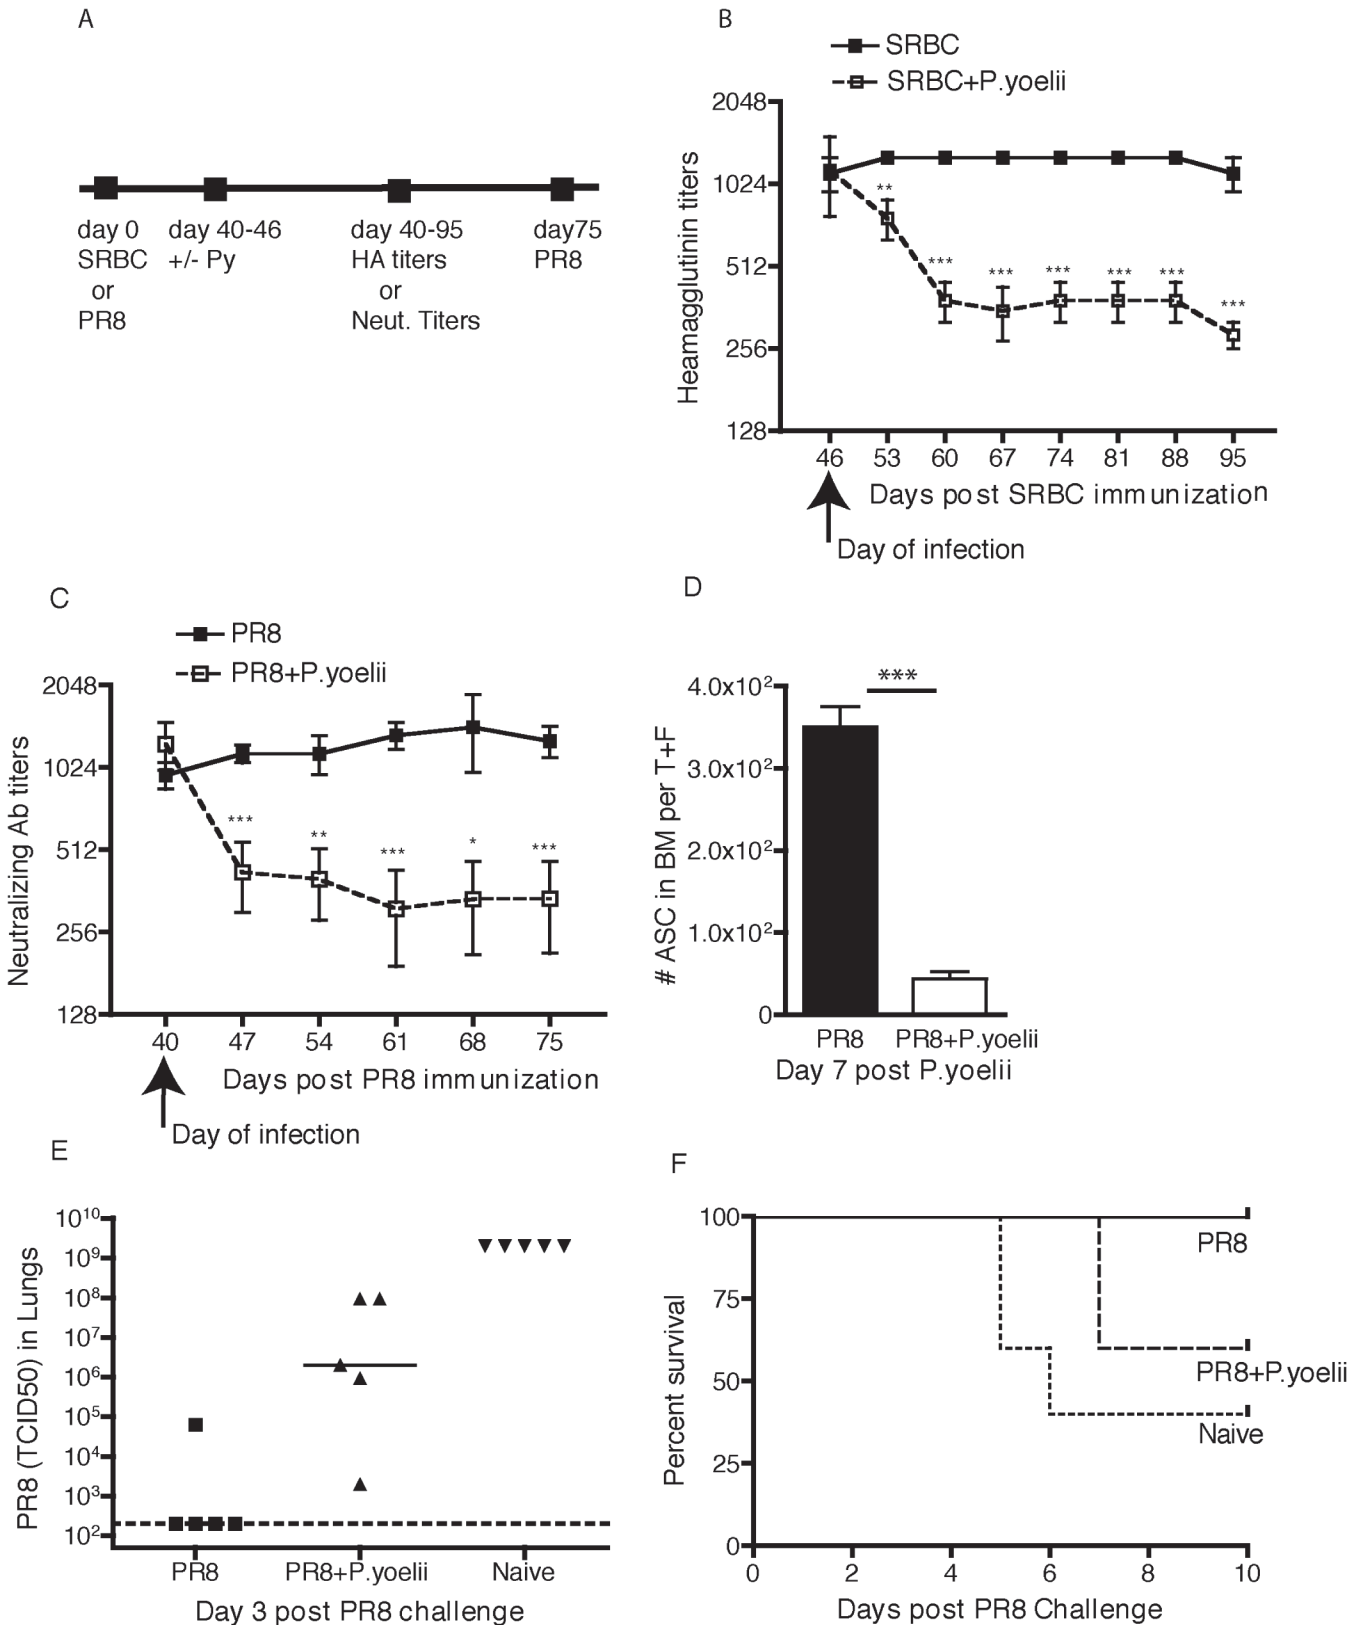 A
day 0
SRBC
or
PR8
day 40-46
+/- Py
day 40-95
HA titers
or
Neut. Titers
day75
PR8
B
SRBC
SRBC+P.yoelii
Heamagglutinin titers
2048
1024
512
256
128
**
***
***
***
***
***
***
46 53 60 67 74 81 88 95
Days post SRBC immunization
Day of infection
C
PR8
PR8+P.yoelii
Neutralizing Ab titers
2048
1024
512
256
128
***
**
***
*
***
40 47 54 61 68 75
Days post PR8 immunization
Day of infection
D
# ASC in BM per T+F
4.0x10²
3.0x10²
2.0x10²
1.0x10²
0
***
PR8 PR8+P.yoelii
Day 7 post P.yoelii
E
PR8 (TCID50) in Lungs
10¹⁰
10⁹
10⁸
10⁷
10⁶
10⁵
10⁴
10³
10²
PR8 PR8+P.yoelii Naive
Day 3 post PR8 challenge
F
Percent survival
100
75
50
25
0
PR8
PR8+P.yoelii
Naive
0 2 4 6 8 10
Days post PR8 Challenge